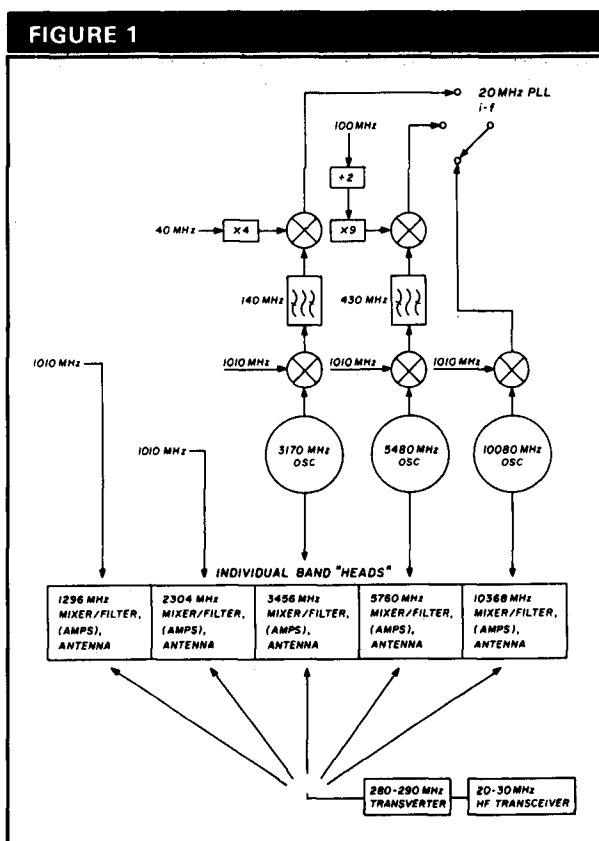 FIGURE 1
20 MHz PLL
i-f
100 MHz
÷2
40 MHz
x4
x9
140 MHz
430 MHz
1010 MHz
1010 MHz
1010 MHz
1010 MHz
3170 MHz
OSC
5480 MHz
OSC
10080 MHz
OSC
1010 MHz
INDIVIDUAL BAND "HEADS"
1296 MHz
MIXER/FILTER,
(AMPS),
ANTENNA
2304 MHz
MIXER/FILTER,
(AMPS),
ANTENNA
3456 MHz
MIXER/FILTER,
(AMPS),
ANTENNA
5760 MHz
MIXER/FILTER,
(AMPS),
ANTENNA
10368 MHz
MIXER/FILTER,
(AMPS),
ANTENNA
280-290 MHz
TRANSVERTER
20-30 MHz
HF TRANSCEIVER